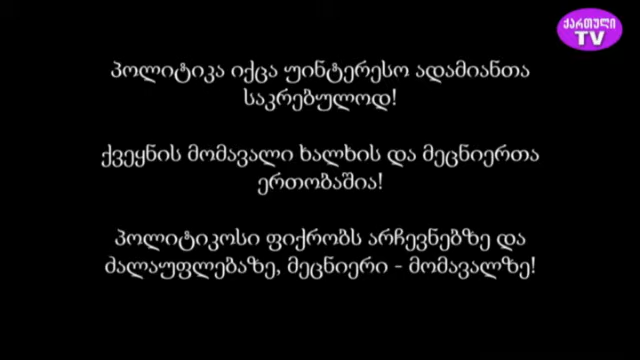 ქართული
TV
პოლიტიკა იქცა უინტერესო ადამიანთა
საკრებულოდ!
ქვეყნის მომავალი ხალხის და მეცნიერთა
ერთობაშია!
პოლიტიკოსი ფიქრობს არჩევნებზე და
ძალაუფლებაზე, მეცნიერი - მომავალზე!